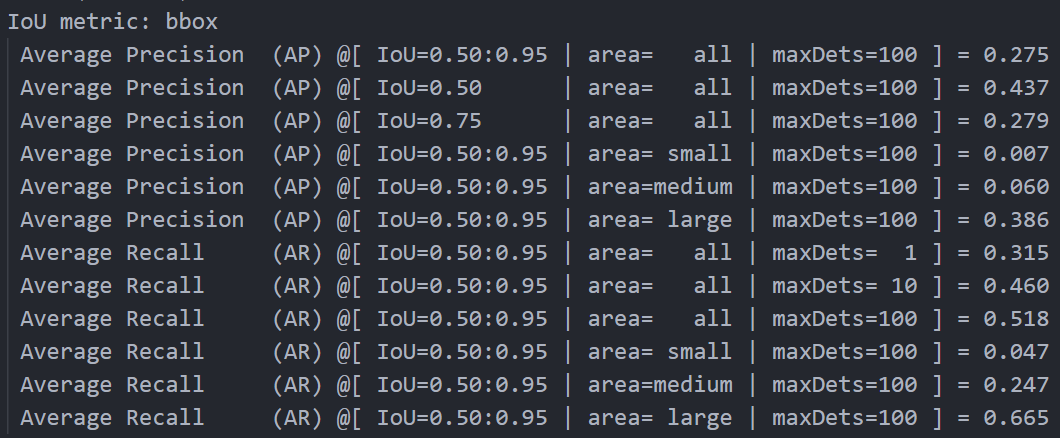 IoU metric: bbox
 Average Precision  (AP) @[ IoU=0.50:0.95 | area=   all | maxDets=100 ] = 0.275
 Average Precision  (AP) @[ IoU=0.50      | area=   all | maxDets=100 ] = 0.437
 Average Precision  (AP) @[ IoU=0.75      | area=   all | maxDets=100 ] = 0.279
 Average Precision  (AP) @[ IoU=0.50:0.95 | area= small | maxDets=100 ] = 0.007
 Average Precision  (AP) @[ IoU=0.50:0.95 | area=medium | maxDets=100 ] = 0.060
 Average Precision  (AP) @[ IoU=0.50:0.95 | area= large | maxDets=100 ] = 0.386
 Average Recall     (AR) @[ IoU=0.50:0.95 | area=   all | maxDets=  1 ] = 0.315
 Average Recall     (AR) @[ IoU=0.50:0.95 | area=   all | maxDets= 10 ] = 0.460
 Average Recall     (AR) @[ IoU=0.50:0.95 | area=   all | maxDets=100 ] = 0.518
 Average Recall     (AR) @[ IoU=0.50:0.95 | area= small | maxDets=100 ] = 0.047
 Average Recall     (AR) @[ IoU=0.50:0.95 | area=medium | maxDets=100 ] = 0.247
 Average Recall     (AR) @[ IoU=0.50:0.95 | area= large | maxDets=100 ] = 0.665